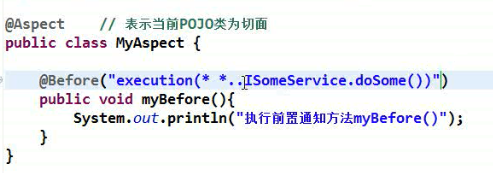 @Aspect    // 表示当前POJO类为切面
public class MyAspect {
@Before("execution(* *..ISomeService.doSome())")
public void myBefore(){
System.out.println("执行前置通知方法myBefore()");
}
}